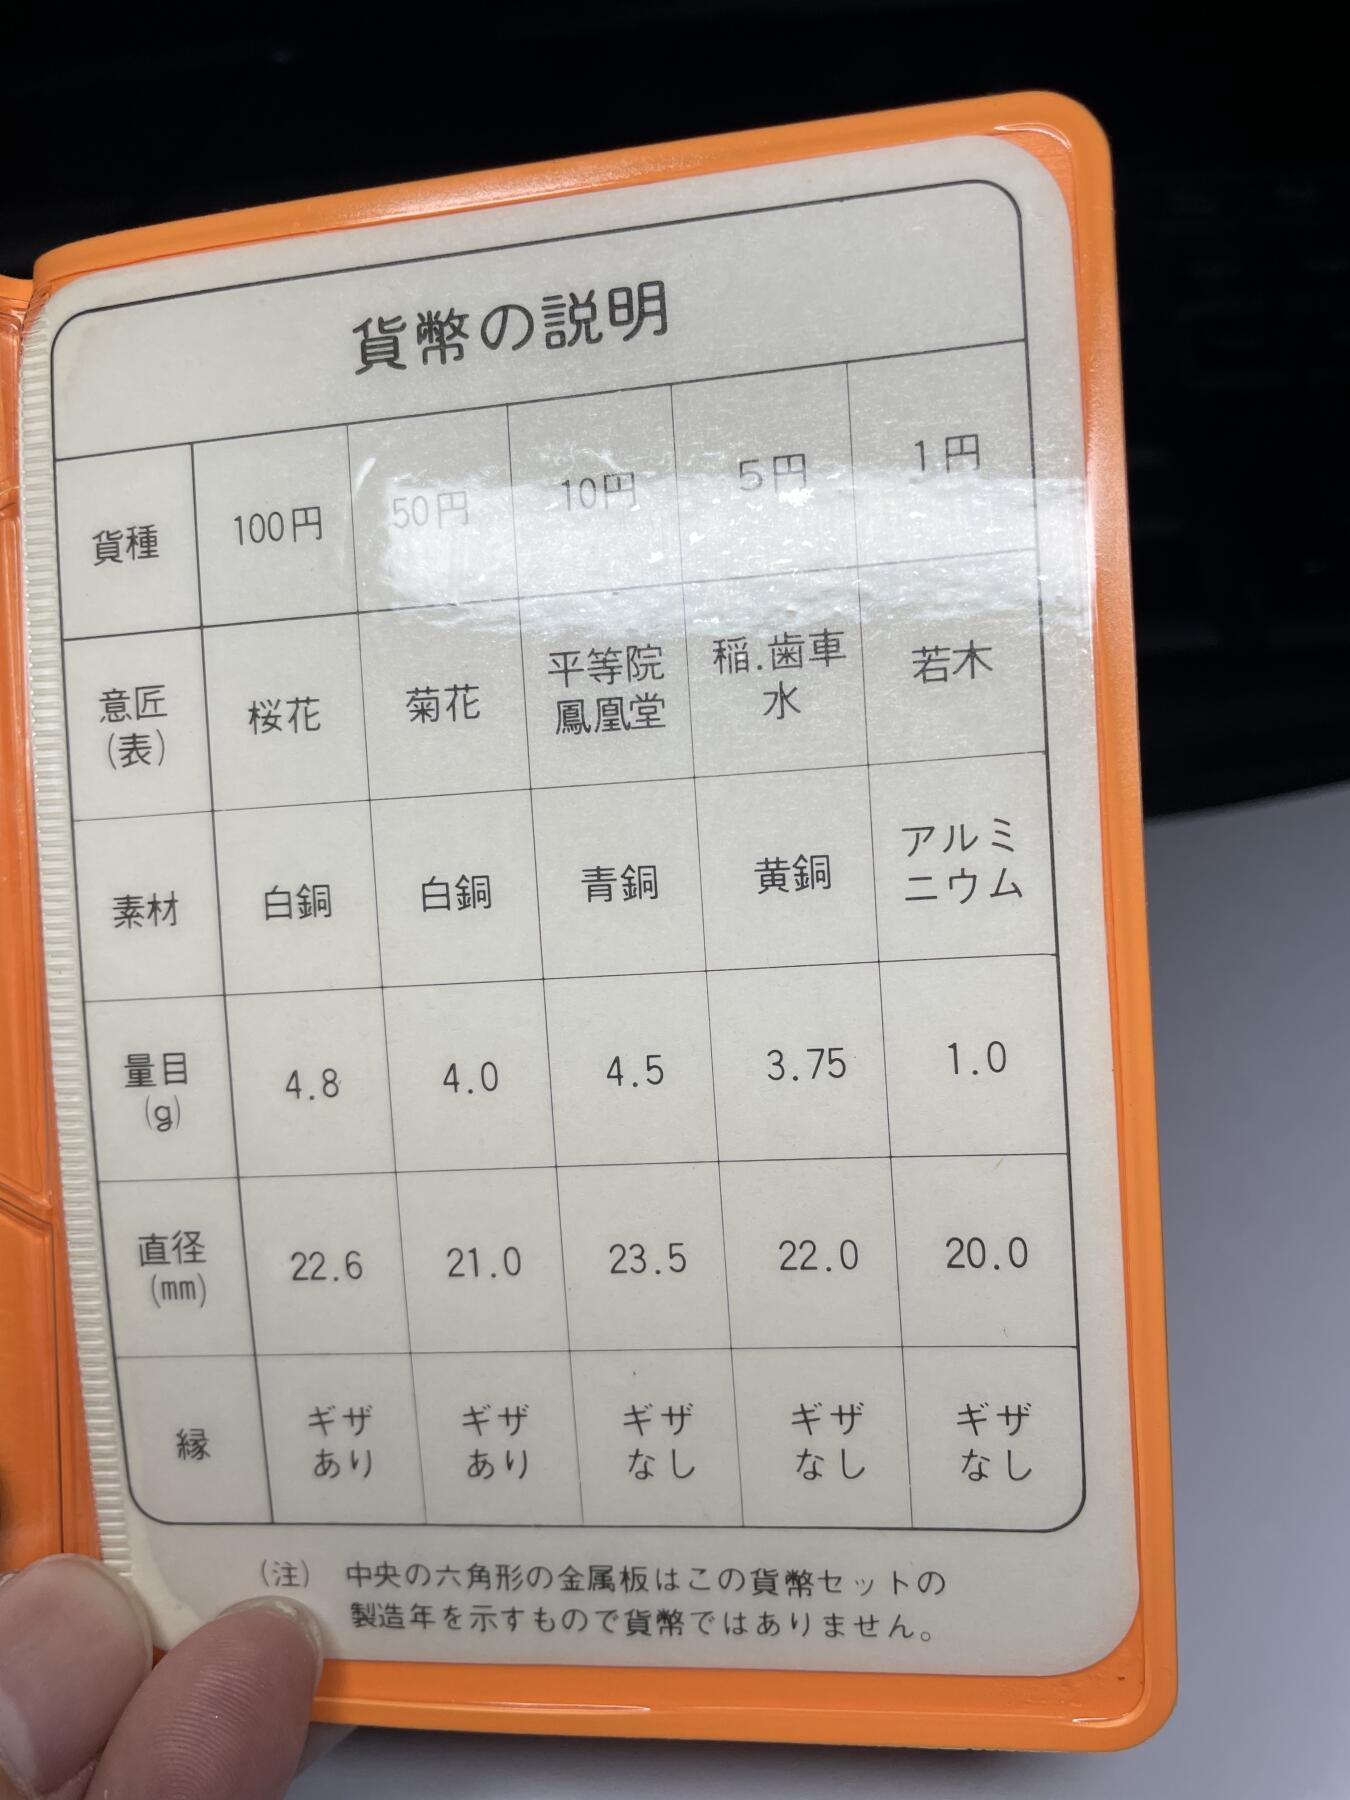 貨幣の説明
貨種 100円 50円 10円 5円 1円
意匠(表) 桜花 菊花 平等院鳳凰堂 稲.歯車水 若木
素材 白銅 白銅 青銅 黄銅 アルミニウム
量目(g) 4.8 4.0 4.5 3.75 1.0
直径(mm) 22.6 21.0 23.5 22.0 20.0
縁 ギザあり ギザあり ギザなし ギザなし ギザなし
(注) 中央の六角形の金属板はこの貨幣セットの
製造年を示すもので貨幣ではありません。